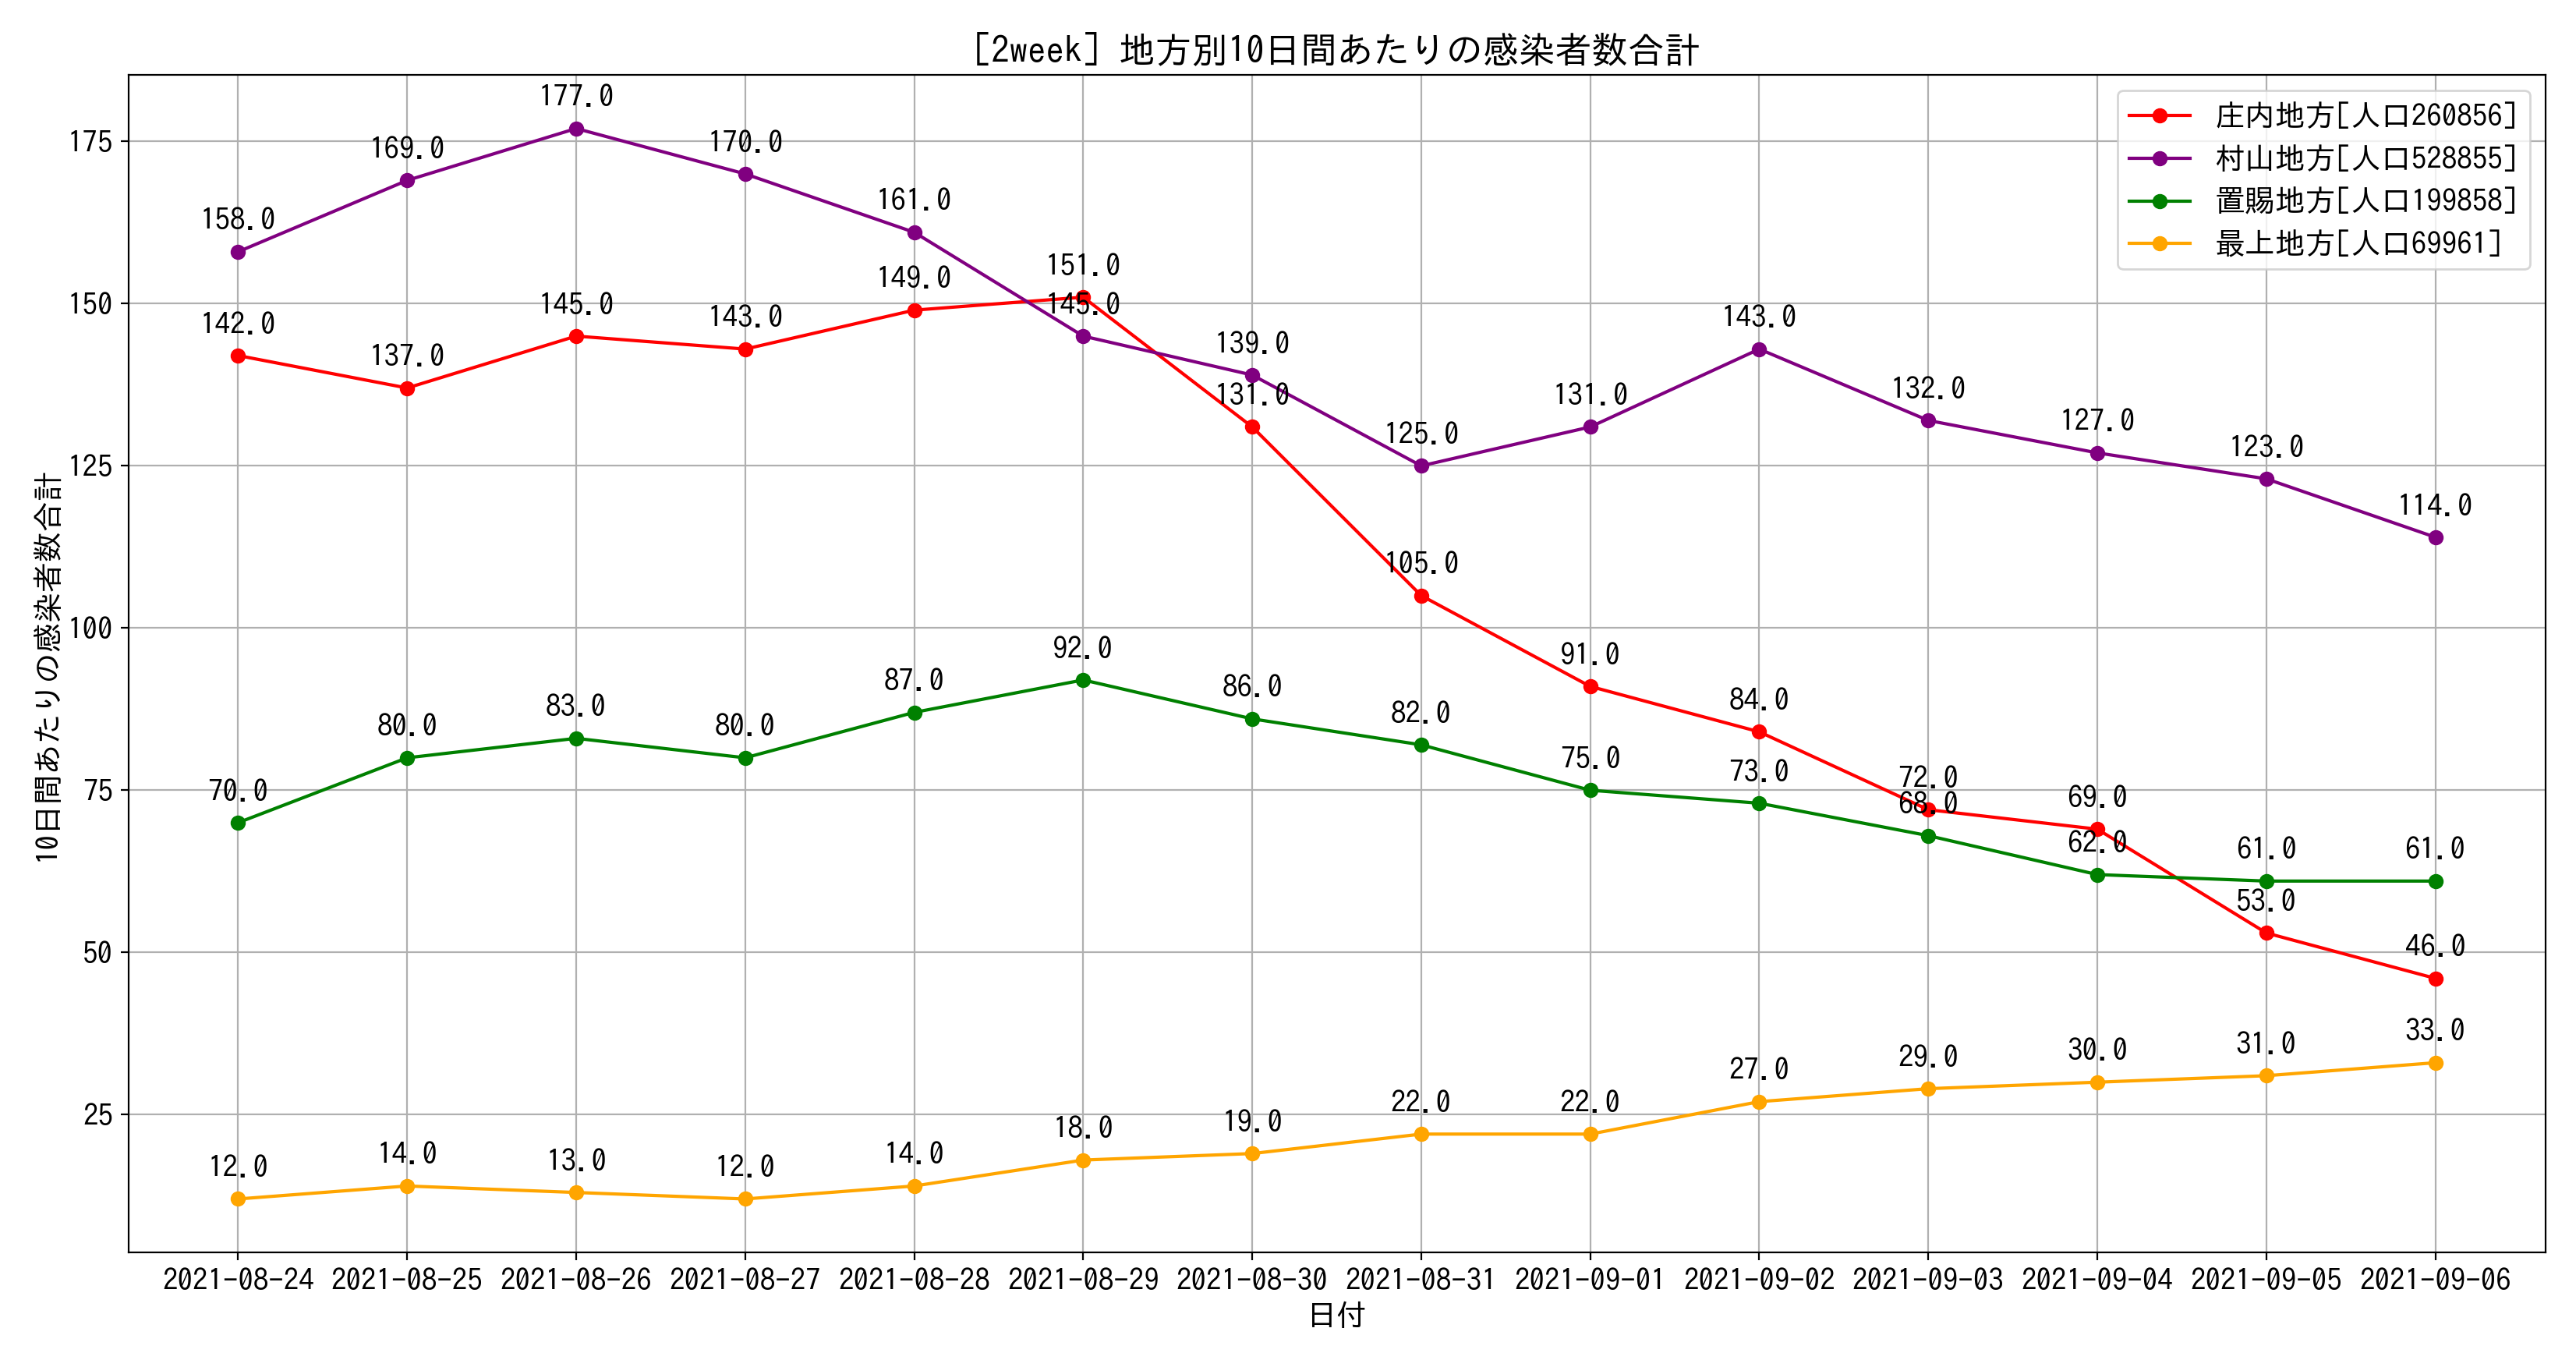 [2week] 地方別10日間あたりの感染者数合計
庄内地方[人口260856]
村山地方[人口528855]
置賜地方[人口199858]
最上地方[人口69961]
10日間あたりの感染者数合計
175
150
125
100
75
50
25
158.0 169.0 177.0 170.0 161.0 145.0 139.0 125.0 131.0 143.0 132.0 127.0 123.0 114.0
142.0 137.0 145.0 143.0 149.0 151.0 131.0 105.0 91.0 84.0 72.0 69.0 53.0 46.0
70.0 80.0 83.0 80.0 87.0 92.0 86.0 82.0 75.0 73.0 68.0 62.0 61.0 61.0
12.0 14.0 13.0 12.0 14.0 18.0 19.0 22.0 22.0 27.0 29.0 30.0 31.0 33.0
2021-08-24 2021-08-25 2021-08-26 2021-08-27 2021-08-28 2021-08-29 2021-08-30 2021-08-31 2021-09-01 2021-09-02 2021-09-03 2021-09-04 2021-09-05 2021-09-06
日付